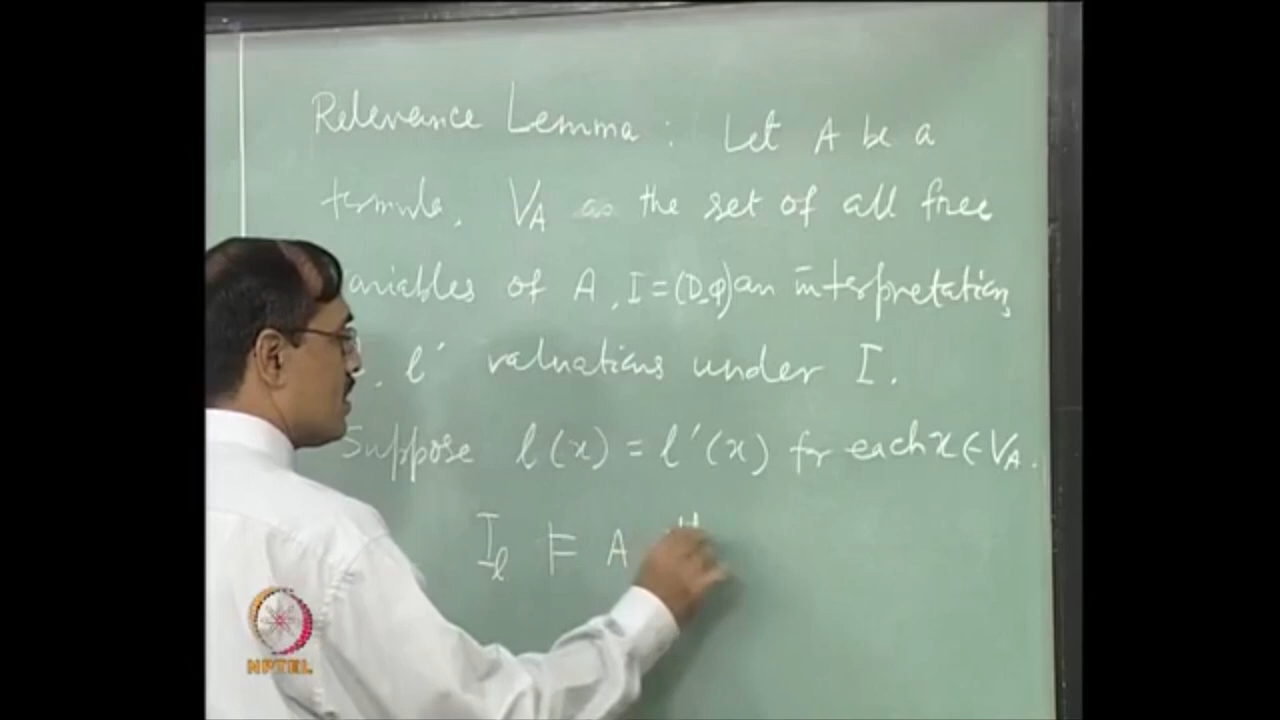 Relevance Lemma : Let A be a
formula, V_A as the set of all free
variables of A, I = (D, φ) an interpretation,
l' valuations under I.
Suppose l(x) = l'(x) for each x ∈ V_A.
I_l ⊨ A
NPTEL